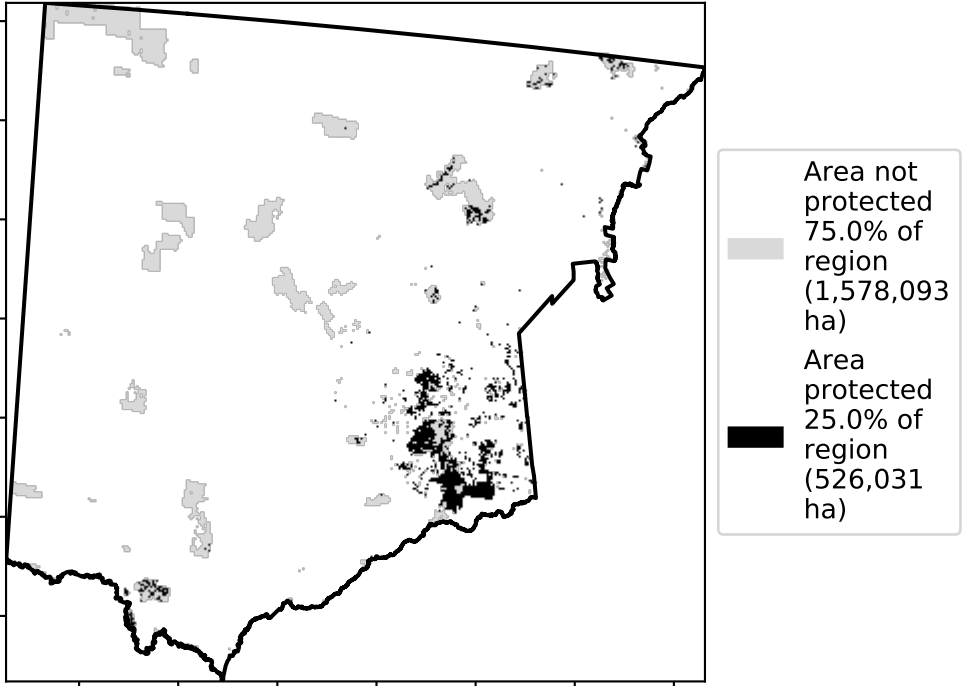 Area not
protected
75.0% of
region
(1,578,093
ha)
Area
protected
25.0% of
region
(526,031
ha)